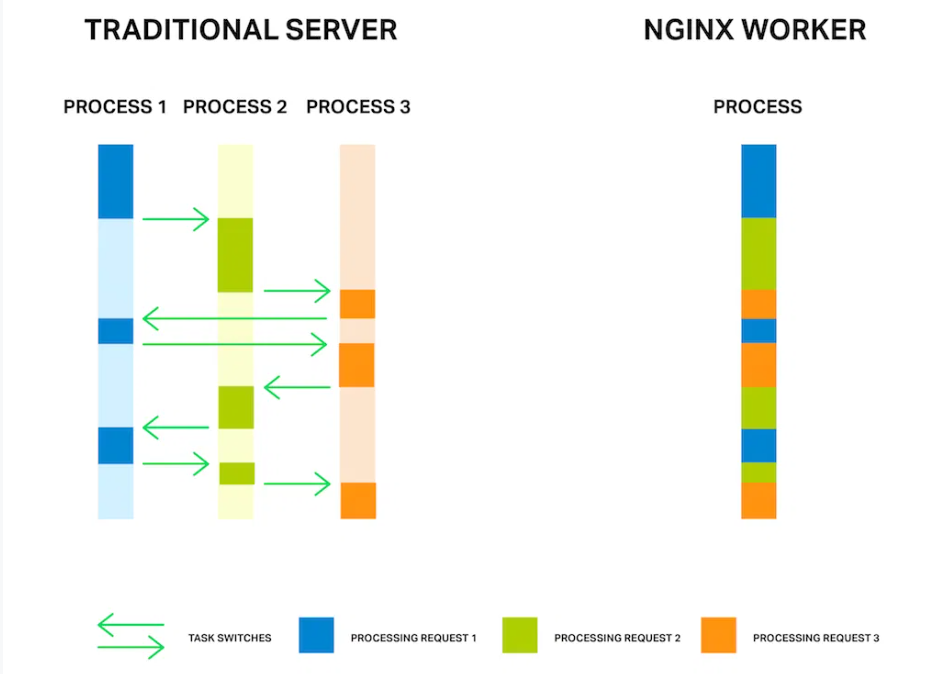 TRADITIONAL SERVER
NGINX WORKER
PROCESS 1
PROCESS 2
PROCESS 3
PROCESS
TASK SWITCHES
PROCESSING REQUEST 1
PROCESSING REQUEST 2
PROCESSING REQUEST 3